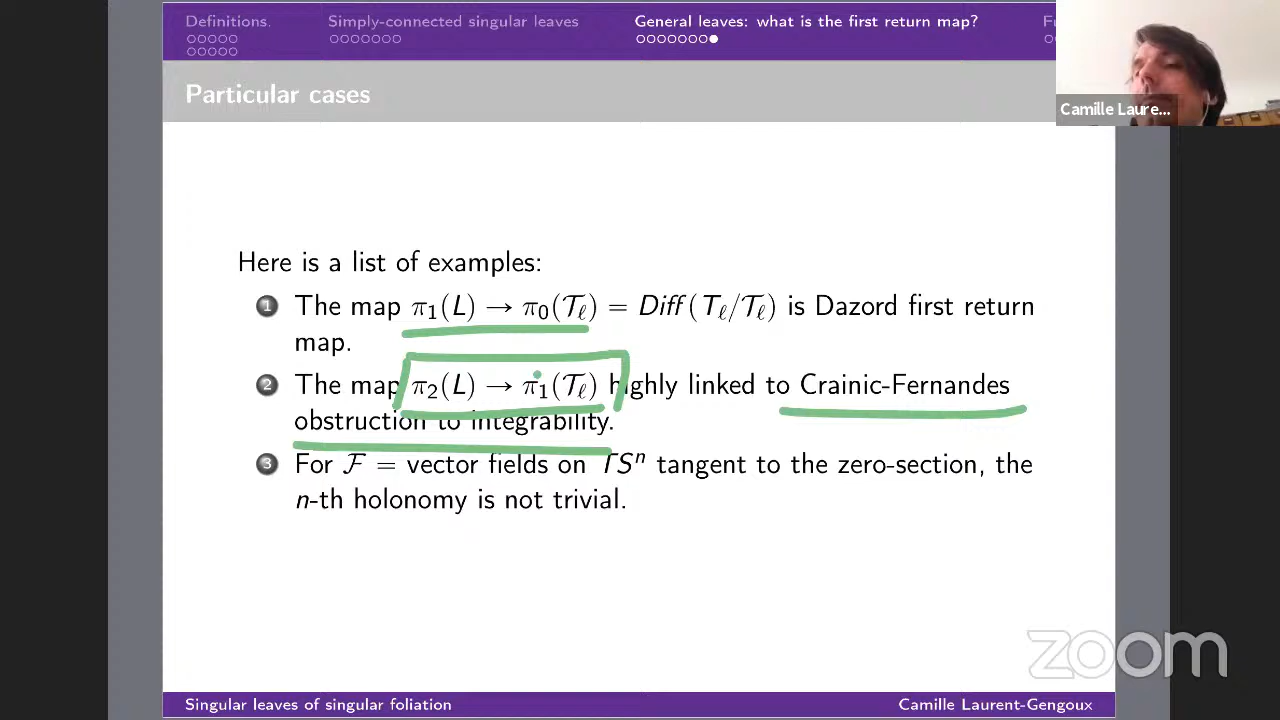 Definitions.
Simply-connected singular leaves
General leaves: what is the first return map?
Camille Laure...
Particular cases
Here is a list of examples:
1 The map π₁(L) → π₀(𝒯ℓ) = Diff(Tℓ/𝒯ℓ) is Dazord first return
map.
2 The map π₂(L) → π₁(𝒯ℓ) highly linked to Crainic-Fernandes
obstruction to integrability.
3 For ℱ = vector fields on TSⁿ tangent to the zero-section, the
n-th holonomy is not trivial.
zoom
Singular leaves of singular foliation
Camille Laurent-Gengoux